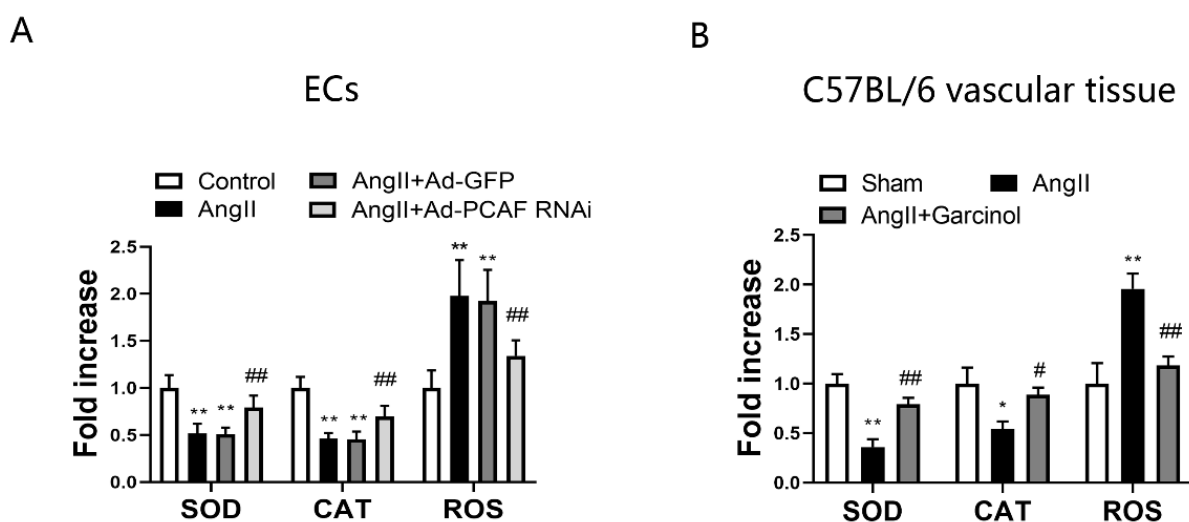 A
ECs
Control
AngII+Ad-GFP
AngII
AngII+Ad-PCAF RNAi
Fold increase
2.5
2.0
1.5
1.0
0.5
0.0
** ** ##
** ** ##
** ** ##
SOD CAT ROS
B
C57BL/6 vascular tissue
Sham
AngII
AngII+Garcinol
Fold increase
2.5
2.0
1.5
1.0
0.5
0.0
** ##
* #
** ##
SOD CAT ROS